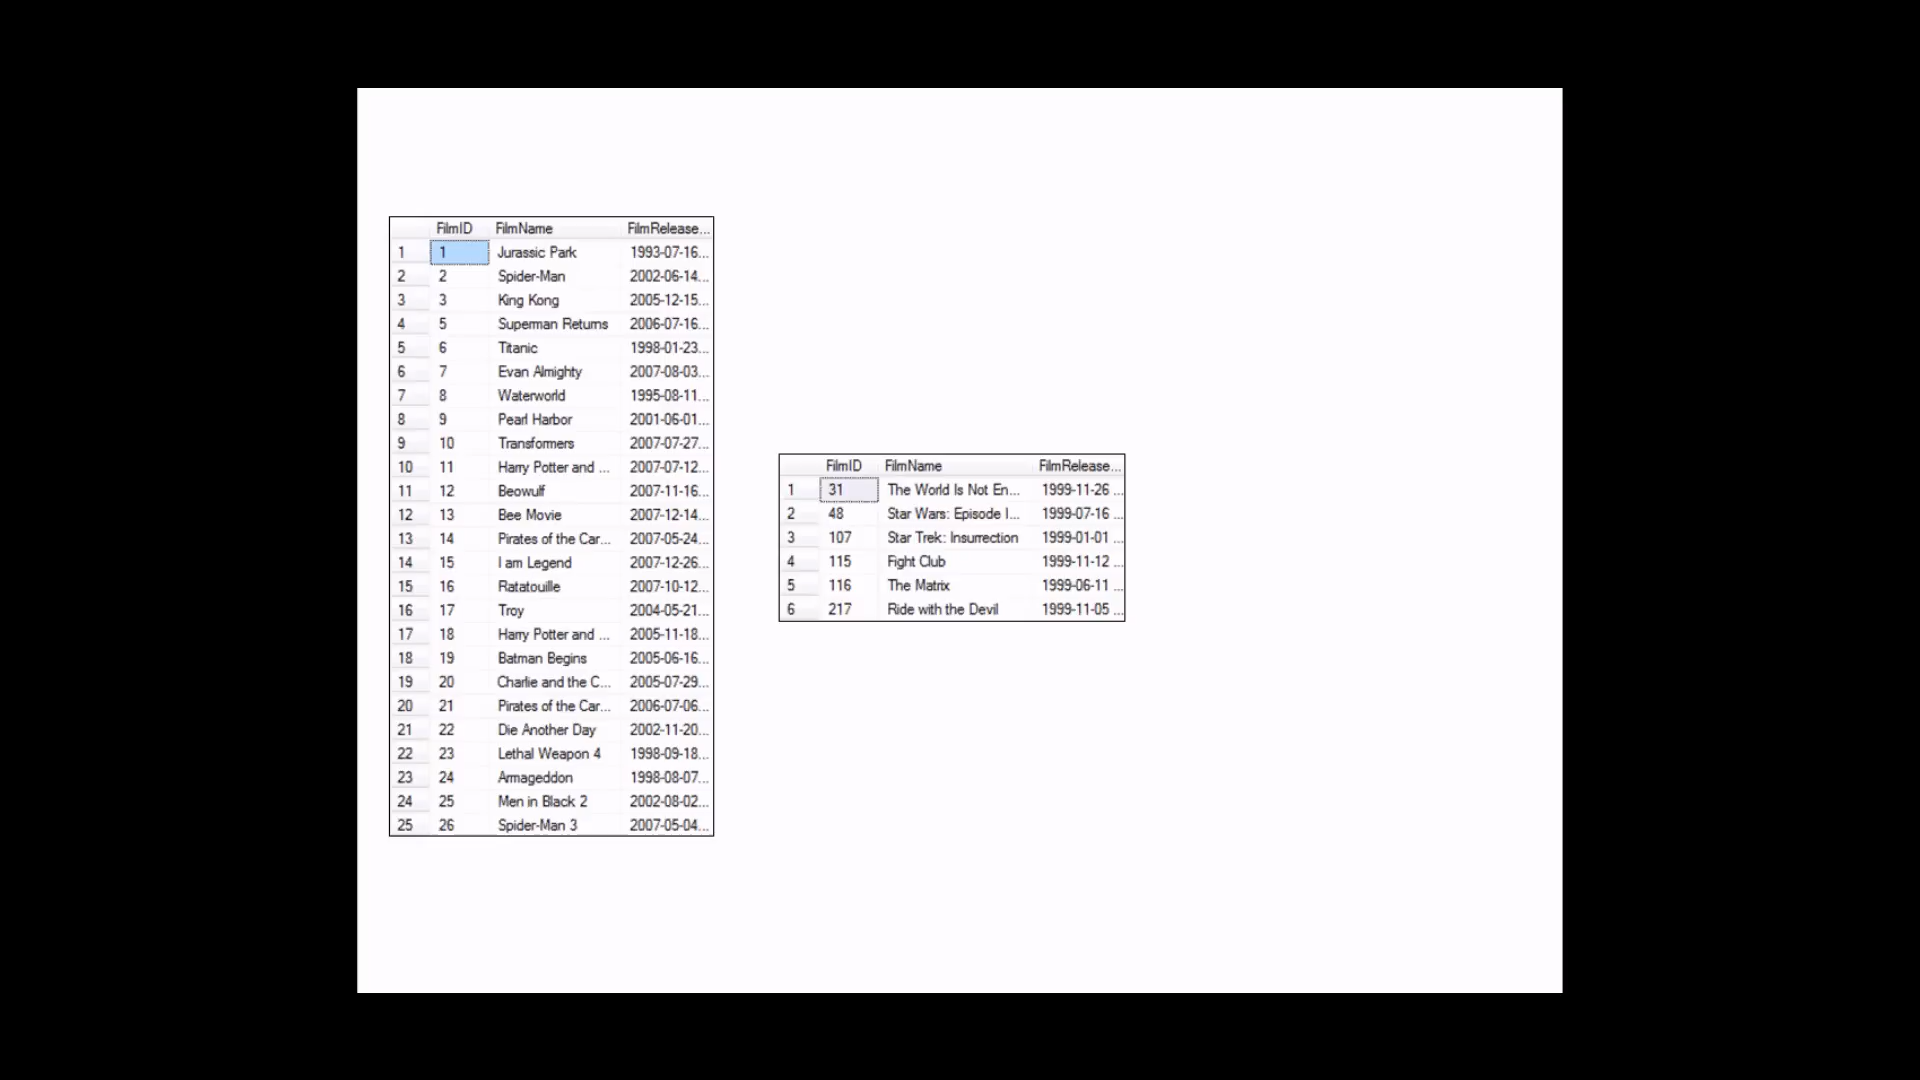 FilmID FilmName FilmRelease...
1 1 Jurassic Park 1993-07-16...
2 2 Spider-Man 2002-06-14...
3 3 King Kong 2005-12-15...
4 5 Superman Returns 2006-07-16...
5 6 Titanic 1998-01-23...
6 7 Evan Almighty 2007-08-03...
7 8 Waterworld 1995-08-11...
8 9 Pearl Harbor 2001-06-01...
9 10 Transformers 2007-07-27...
10 11 Harry Potter and ... 2007-07-12...
11 12 Beowulf 2007-11-16...
12 13 Bee Movie 2007-12-14...
13 14 Pirates of the Car... 2007-05-24...
14 15 I am Legend 2007-12-26...
15 16 Ratatouille 2007-10-12...
16 17 Troy 2004-05-21...
17 18 Harry Potter and ... 2005-11-18...
18 19 Batman Begins 2005-06-16...
19 20 Charlie and the C... 2005-07-29...
20 21 Pirates of the Car... 2006-07-06...
21 22 Die Another Day 2002-11-20...
22 23 Lethal Weapon 4 1998-09-18...
23 24 Armageddon 1998-08-07...
24 25 Men in Black 2 2002-08-02...
25 26 Spider-Man 3 2007-05-04...
FilmID FilmName FilmRelease...
1 31 The World Is Not En... 1999-11-26 ...
2 48 Star Wars: Episode I... 1999-07-16 ...
3 107 Star Trek: Insurrection 1999-01-01 ...
4 115 Fight Club 1999-11-12 ...
5 116 The Matrix 1999-06-11 ...
6 217 Ride with the Devil 1999-11-05 ...